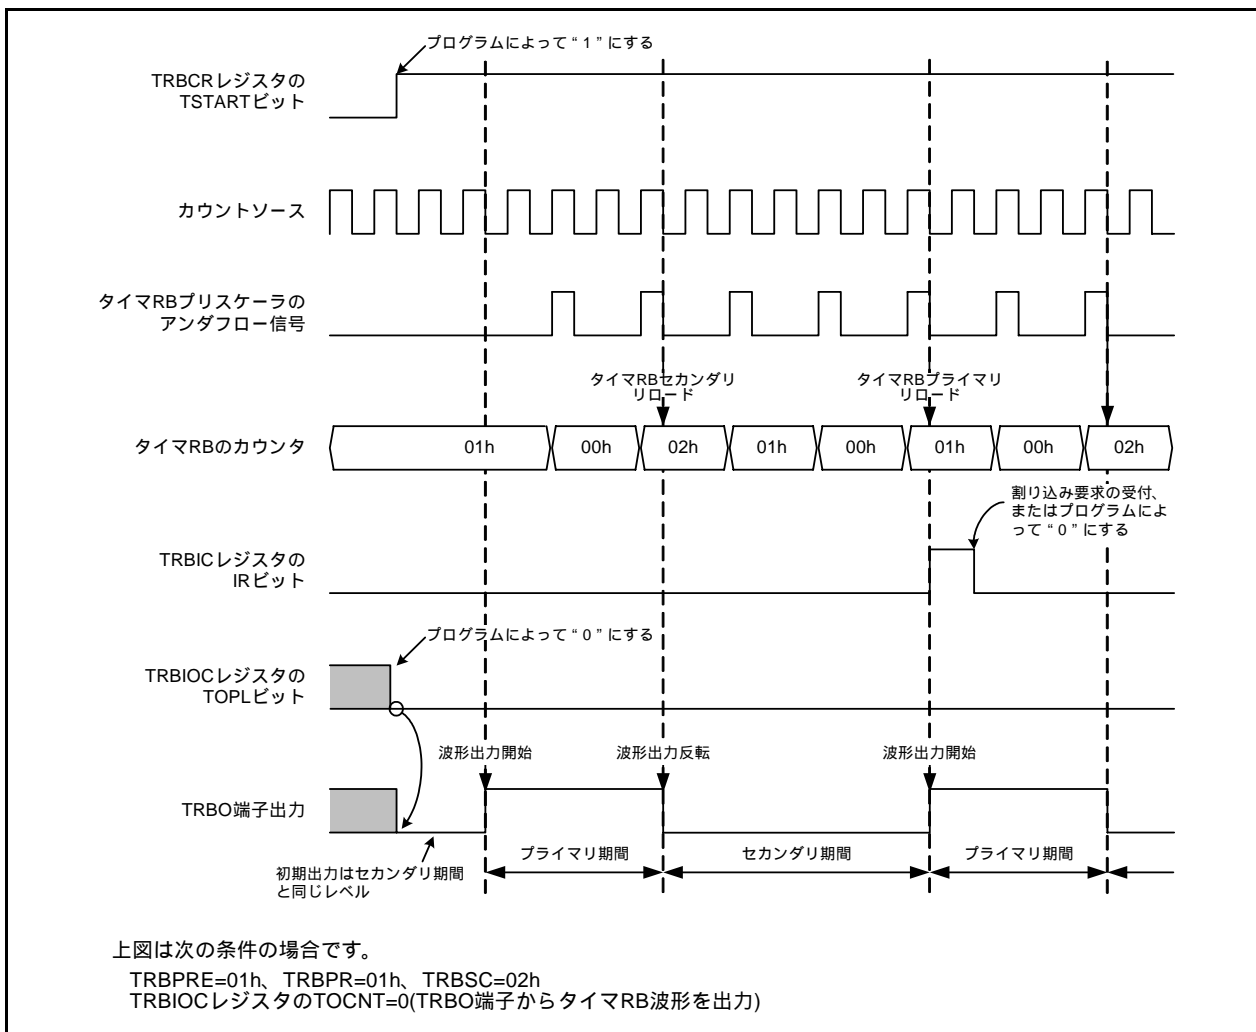 プログラムによって“1”にする
TRBCRレジスタの
TSTARTビット
カウントソース
タイマRBプリスケーラの
アンダフロー信号
タイマRBセカンダリ
リロード
タイマRBプライマリ
リロード
タイマRBのカウンタ
01h
00h
02h
01h
00h
01h
00h
02h
割り込み要求の受付、
またはプログラムによ
って“0”にする
TRBICレジスタの
IRビット
プログラムによって“0”にする
TRBIOCレジスタの
TOPLビット
波形出力開始
波形出力反転
波形出力開始
TRBO端子出力
プライマリ期間
セカンダリ期間
プライマリ期間
初期出力はセカンダリ期間
と同じレベル
上図は次の条件の場合です。
TRBPRE=01h、TRBPR=01h、TRBSC=02h
TRBIOCレジスタのTOCNT=0(TRBO端子からタイマRB波形を出力)